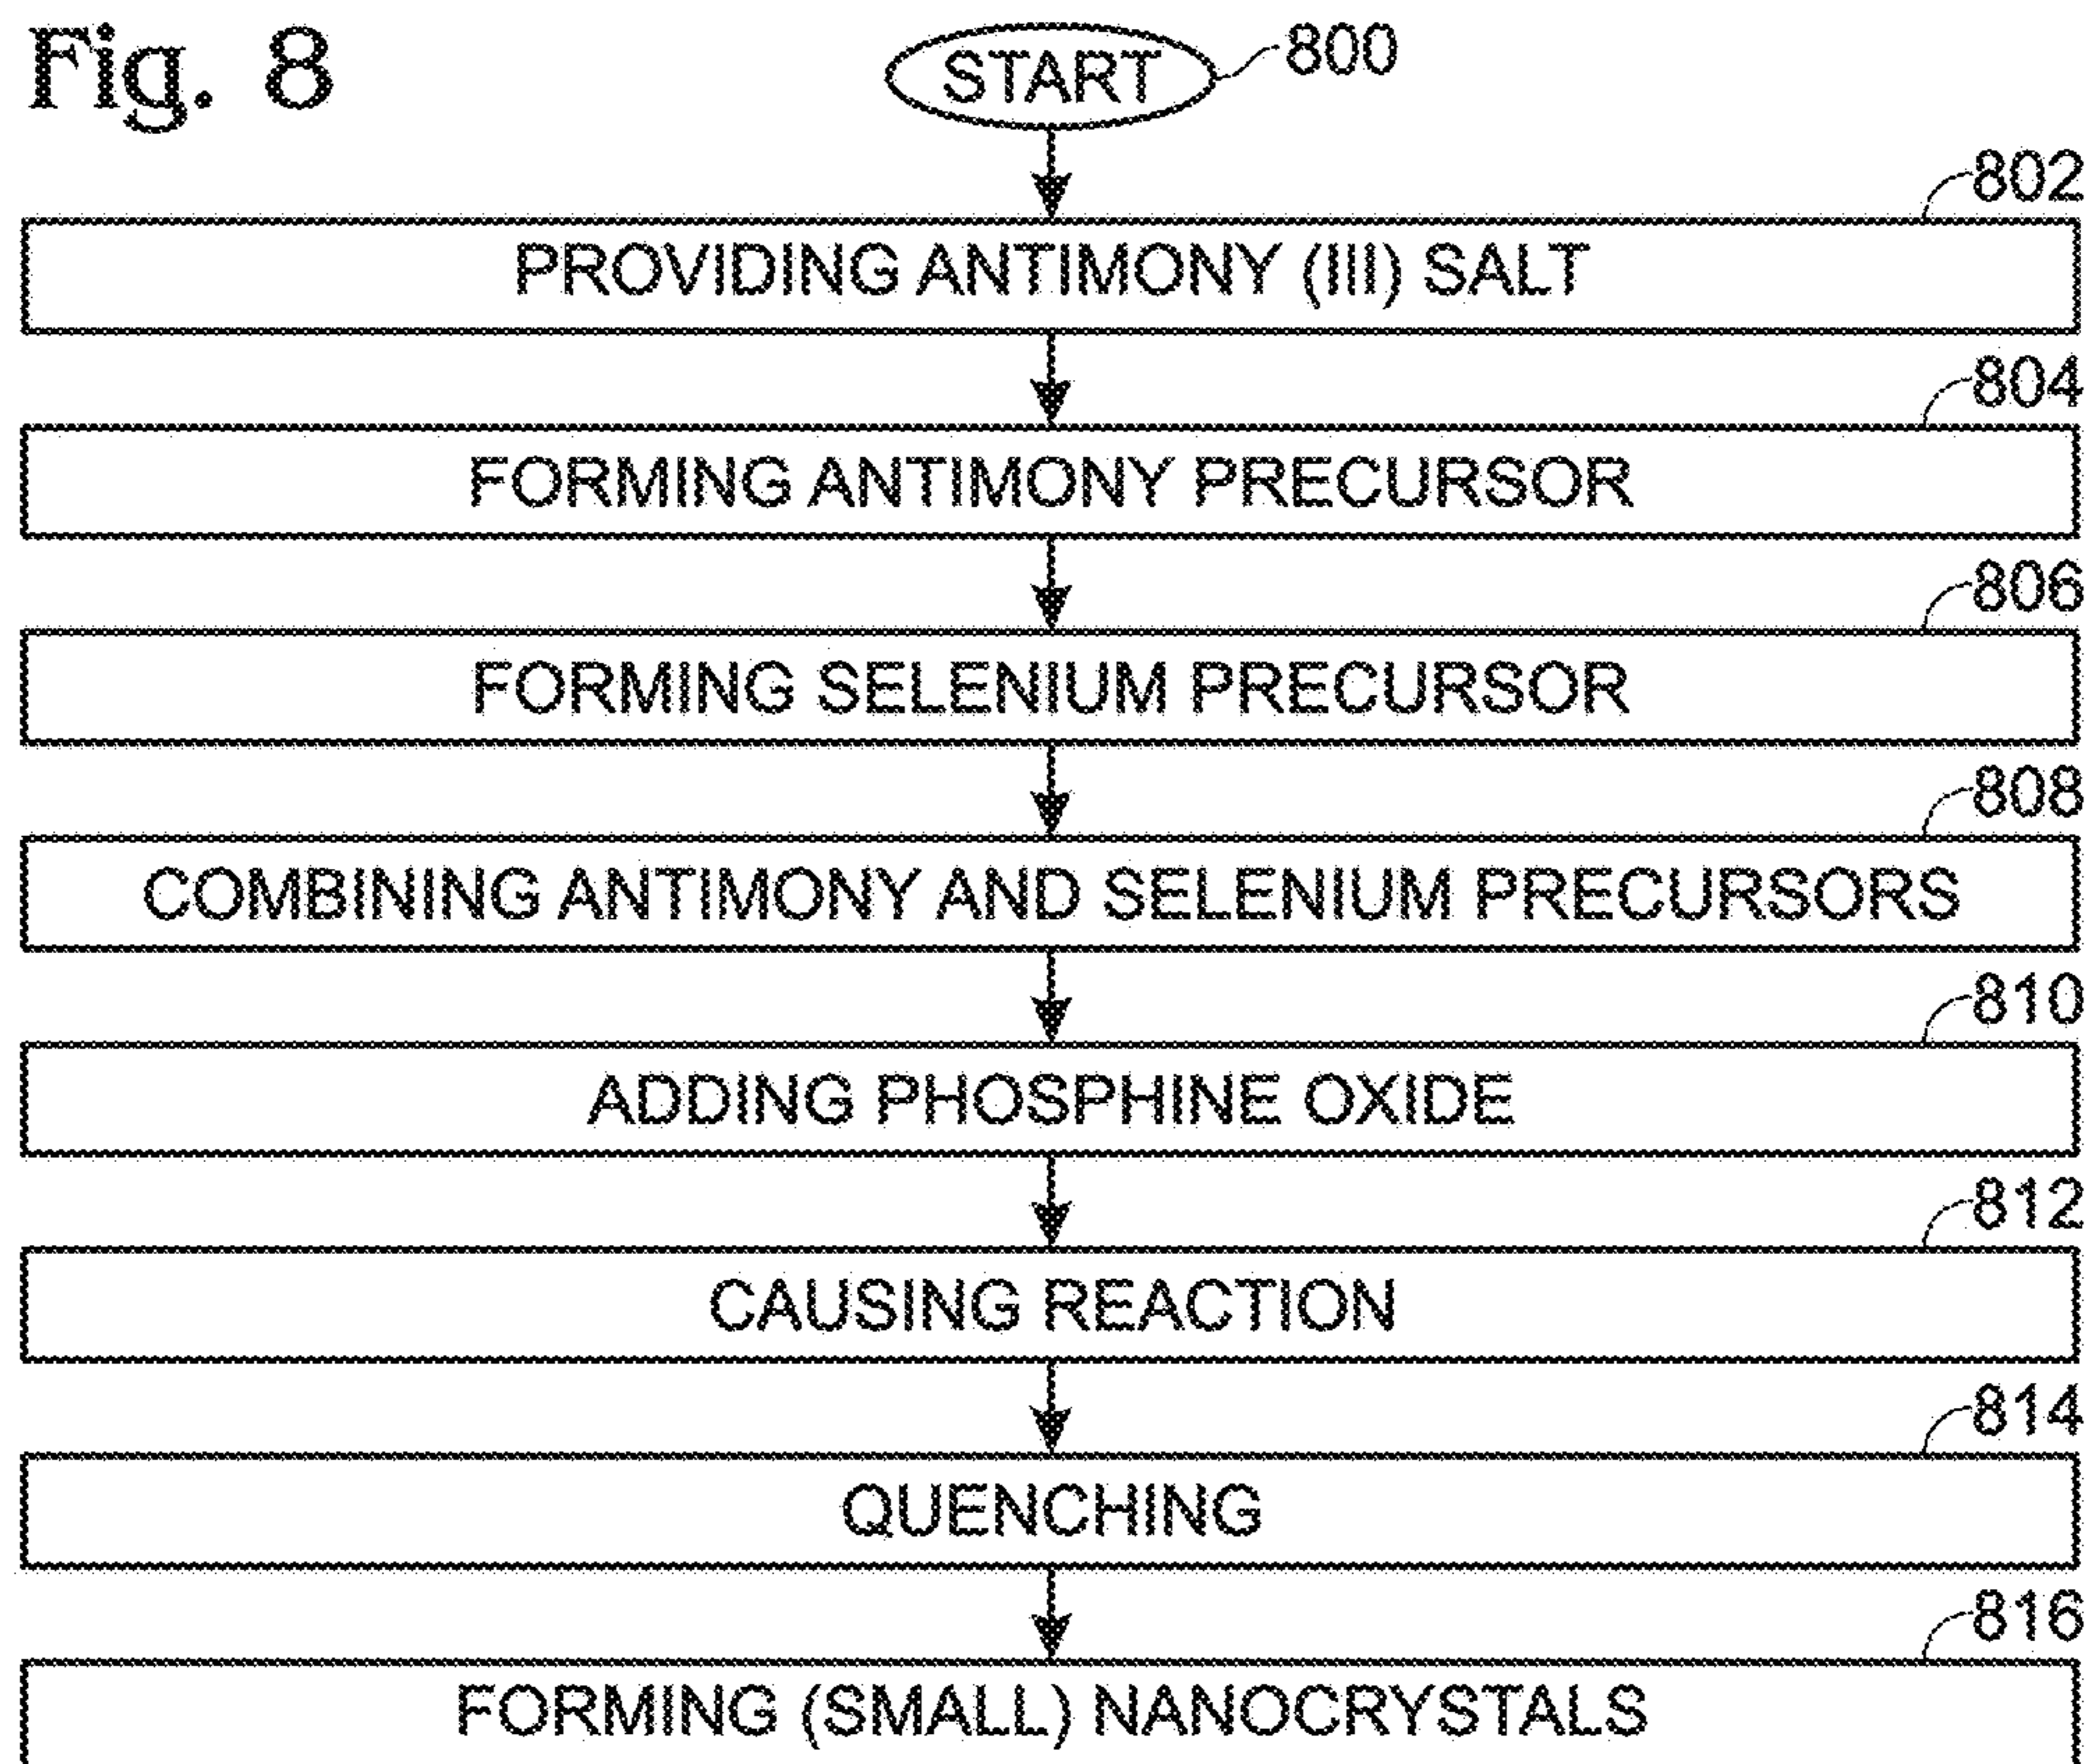 Fig. 8
START 800
802
PROVIDING ANTIMONY (III) SALT
804
FORMING ANTIMONY PRECURSOR
806
FORMING SELENIUM PRECURSOR
808
COMBINING ANTIMONY AND SELENIUM PRECURSORS
810
ADDING PHOSPHINE OXIDE
812
CAUSING REACTION
814
QUENCHING
816
FORMING (SMALL) NANOCRYSTALS